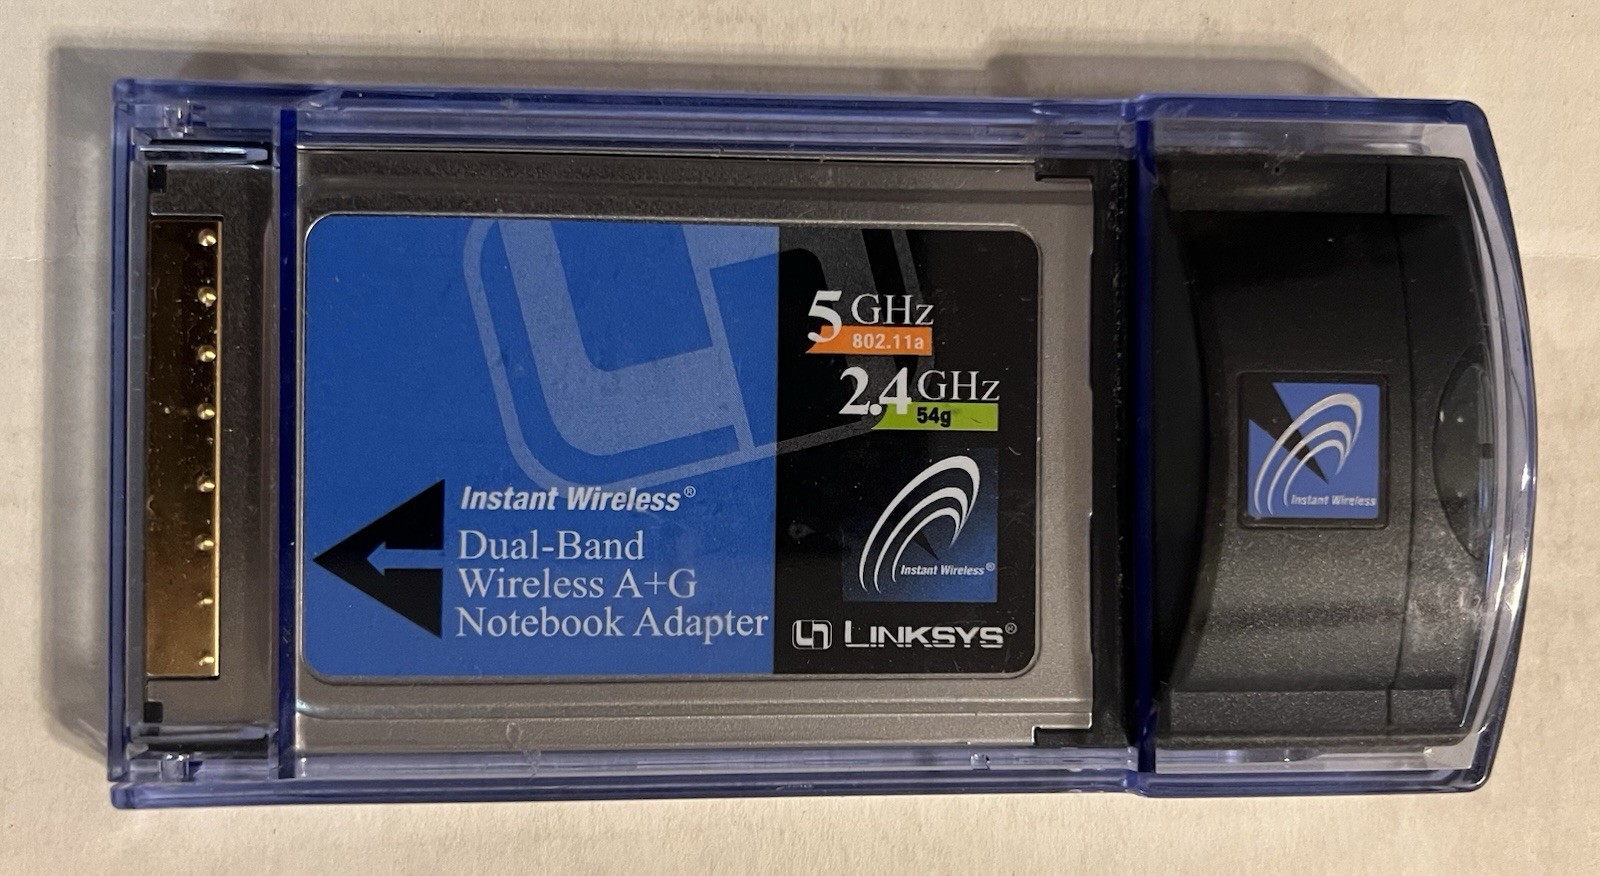 5 GHz
802.11a
2.4 GHz
54g
Instant Wireless®
Dual-Band
Wireless A+G
Notebook Adapter
Instant Wireless®
LINKSYS®
Instant Wireless